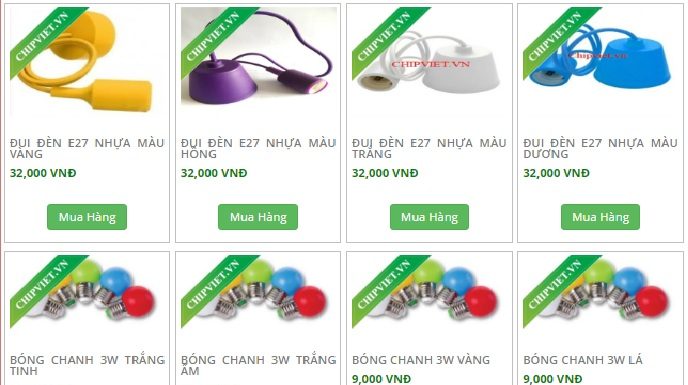 CHIPVIET.VN
CHIPVIET.VN
CHIPVIET.VN
CHIPVIET.VN
CHIPVIET.VN
Chipviet.vn
ĐUI ĐÈN E27 NHỰA MÀU
VÀNG
32,000 VNĐ
Mua Hàng
ĐUI ĐÈN E27 NHỰA MÀU
HỒNG
32,000 VNĐ
Mua Hàng
ĐUI ĐÈN E27 NHỰA MÀU
TRẮNG
32,000 VNĐ
Mua Hàng
ĐUI ĐÈN E27 NHỰA MÀU
DƯƠNG
32,000 VNĐ
Mua Hàng
CHIPVIET.VN
CHIPVIET.VN
CHIPVIET.VN
CHIPVIET.VN
BÓNG CHANH 3W TRẮNG
TINH
BÓNG CHANH 3W TRẮNG
ẤM
BÓNG CHANH 3W VÀNG
9,000 VNĐ
BÓNG CHANH 3W LÁ
9,000 VNĐ